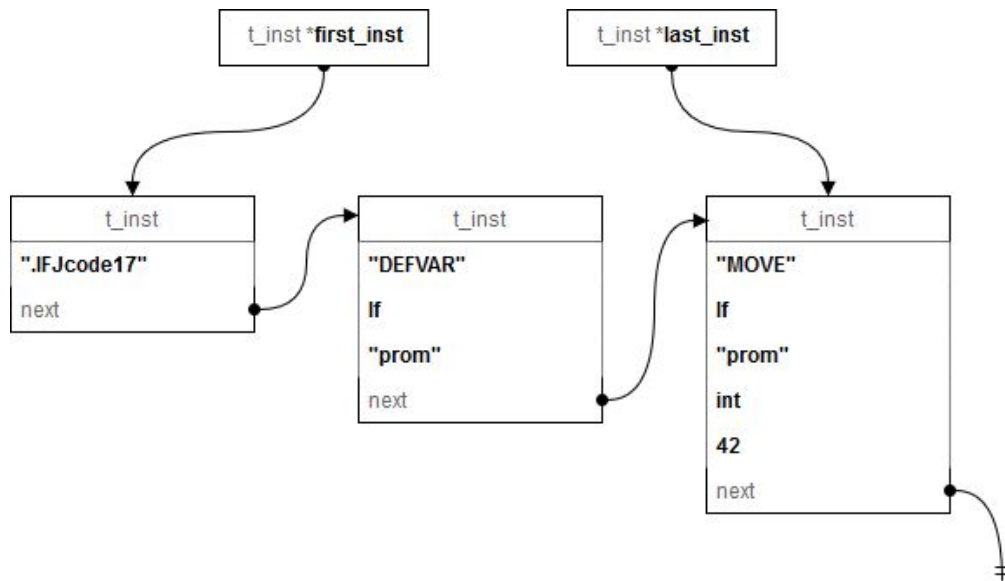 t_inst *first_inst
t_inst *last_inst
t_inst
".IFJcode17"
next
t_inst
"DEFVAR"
lf
"prom"
next
t_inst
"MOVE"
lf
"prom"
int
42
next